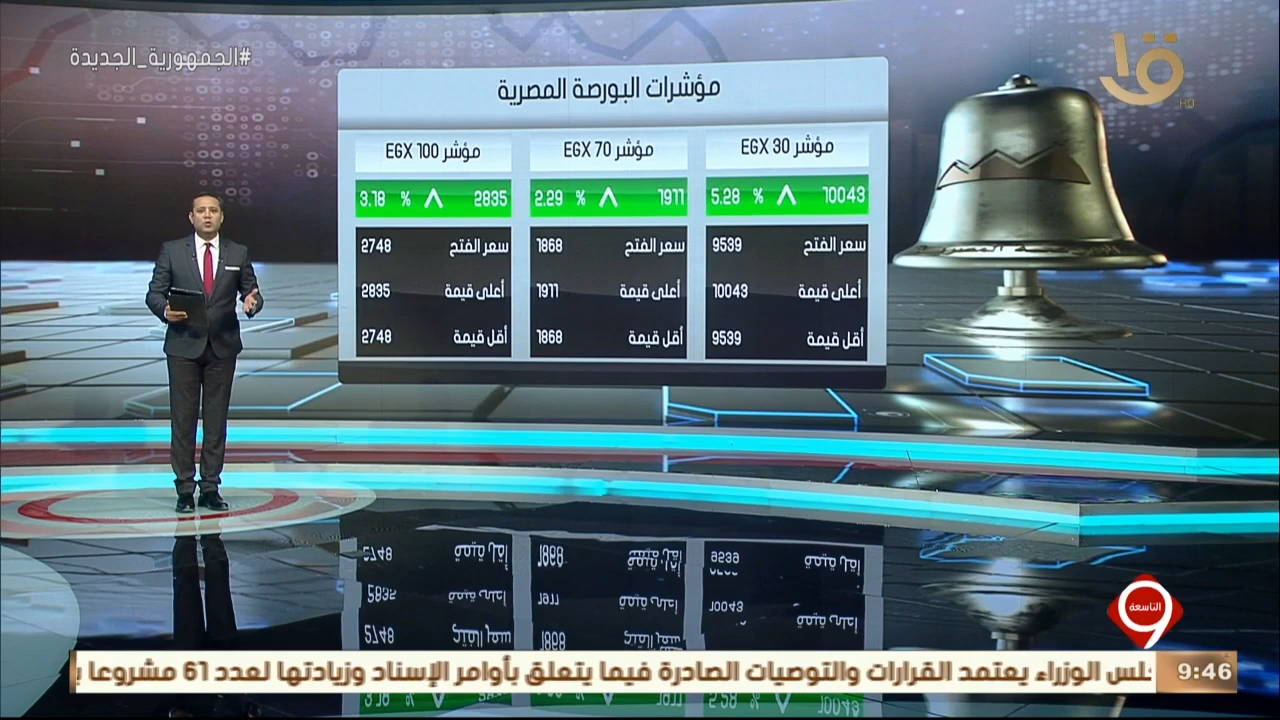 #الجمهورية_الجديدة
قا
HD
مؤشرات البورصة المصرية
مؤشر EGX 30
10043 5.28 %
سعر الفتح 9539
أعلى قيمة 10043
أقل قيمة 9539
مؤشر EGX 70
1911 2.29 %
سعر الفتح 1868
أعلى قيمة 1911
أقل قيمة 1868
مؤشر EGX 100
2835 3.18 %
سعر الفتح 2748
أعلى قيمة 2835
أقل قيمة 2748
التاسعة
9
9:46
الوزراء يعتمد القرارات والتوصيات الصادرة فيما يتعلق بأوامر الإسناد وزيادتها لعدد 61 مشروعا